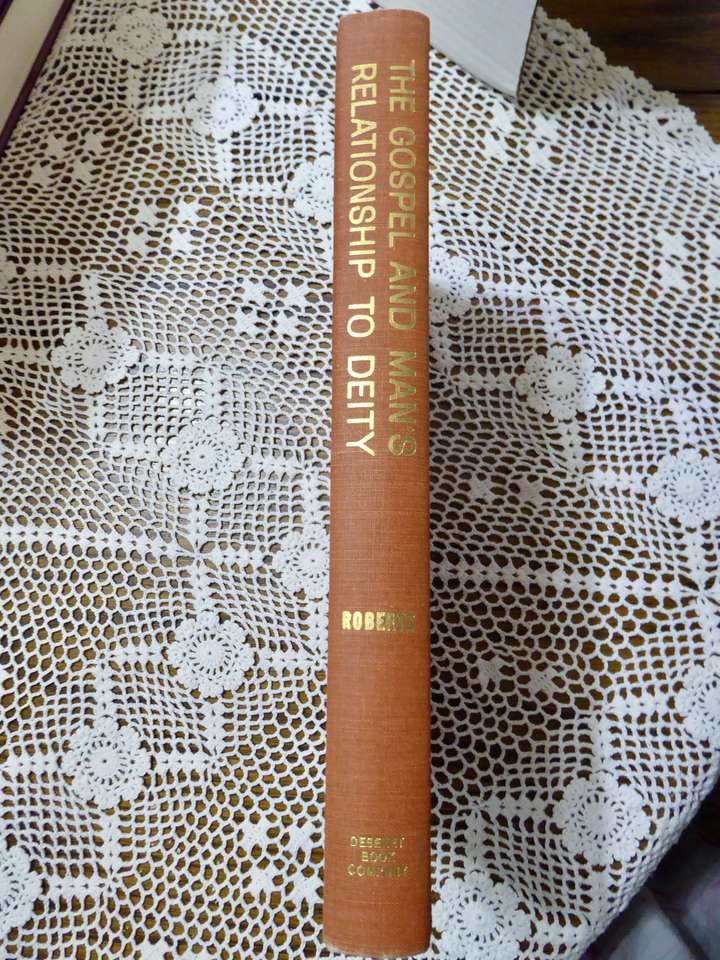 THE GOSPEL AND MAN'S
RELATIONSHIP TO DEITY
ROBERTS
DESERET
BOOK
COMPANY